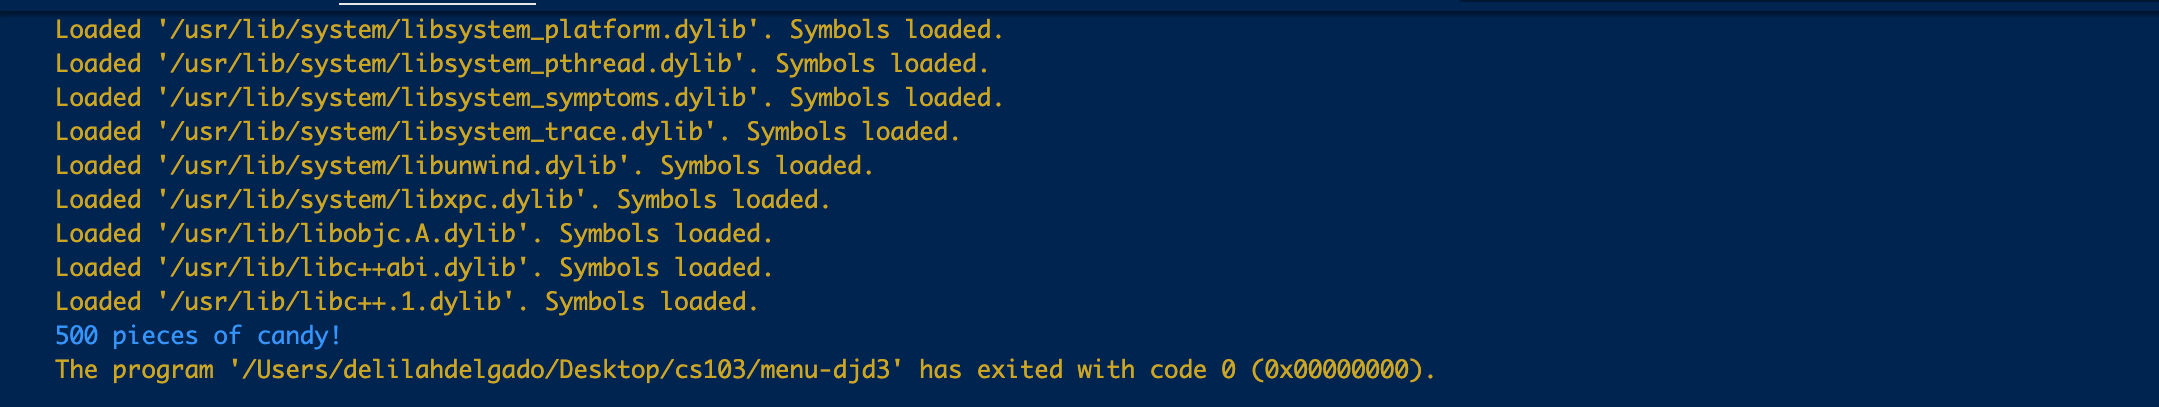 Loaded '/usr/lib/system/libsystem_platform.dylib'. Symbols loaded.
Loaded '/usr/lib/system/libsystem_pthread.dylib'. Symbols loaded.
Loaded '/usr/lib/system/libsystem_symptoms.dylib'. Symbols loaded.
Loaded '/usr/lib/system/libsystem_trace.dylib'. Symbols loaded.
Loaded '/usr/lib/system/libunwind.dylib'. Symbols loaded.
Loaded '/usr/lib/system/libxpc.dylib'. Symbols loaded.
Loaded '/usr/lib/libobjc.A.dylib'. Symbols loaded.
Loaded '/usr/lib/libc++abi.dylib'. Symbols loaded.
Loaded '/usr/lib/libc++.1.dylib'. Symbols loaded.
500 pieces of candy!
The program '/Users/delilahdelgado/Desktop/cs103/menu-djd3' has exited with code 0 (0x00000000).